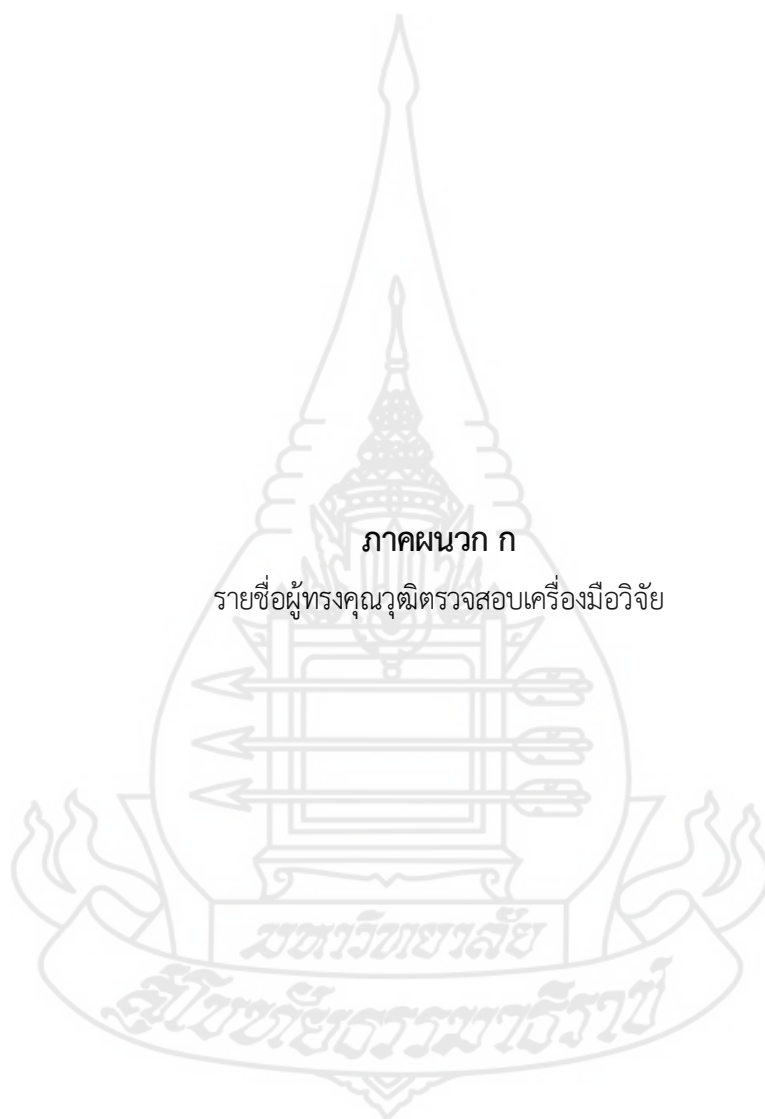 ภาคผนวก ก
รายชื่อผู้ทรงคุณวุฒิตรวจสอบเครื่องมือวิจัย
มหาวิทยาลัย
สุโขทัยธรรมาธิราช